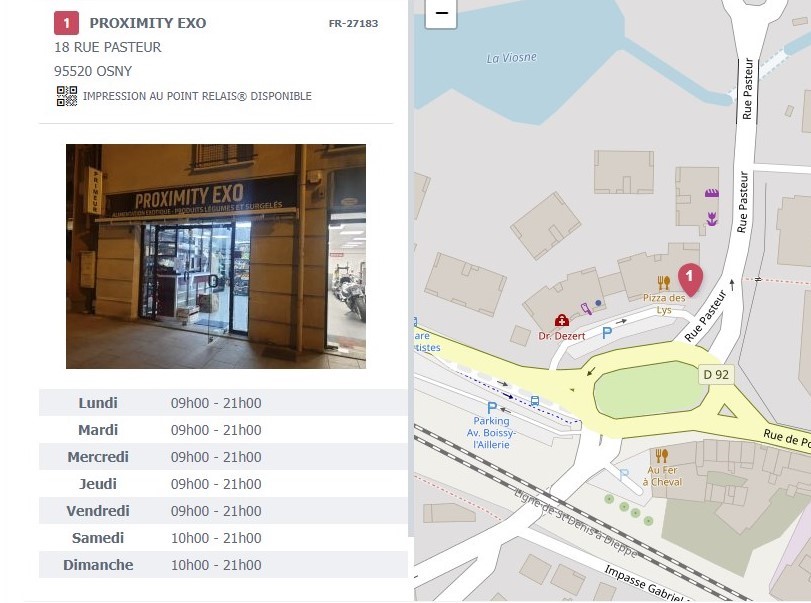 1 PROXIMITY EXO FR-27183
18 RUE PASTEUR
95520 OSNY
IMPRESSION AU POINT RELAIS® DISPONIBLE
PRIMEUR
PROXIMITY EXO
ALIMENTATION EXOTIQUE - PRODUITS LÉGUMES ET SURGELÉS
Lundi 09h00 - 21h00
Mardi 09h00 - 21h00
Mercredi 09h00 - 21h00
Jeudi 09h00 - 21h00
Vendredi 09h00 - 21h00
Samedi 10h00 - 21h00
Dimanche 10h00 - 21h00
−
La Viosne
Rue Pasteur
Rue Pasteur
1
Pizza des
Lys
Rue Pasteur
Dr. Dezert
P
are
tistes
D 92
P
Parking
Av. Boissy-
l'Aillerie
Rue de Po
P
Au Fer
à Cheval
Ligne de St Denis à Dieppe
Impasse Gabriel